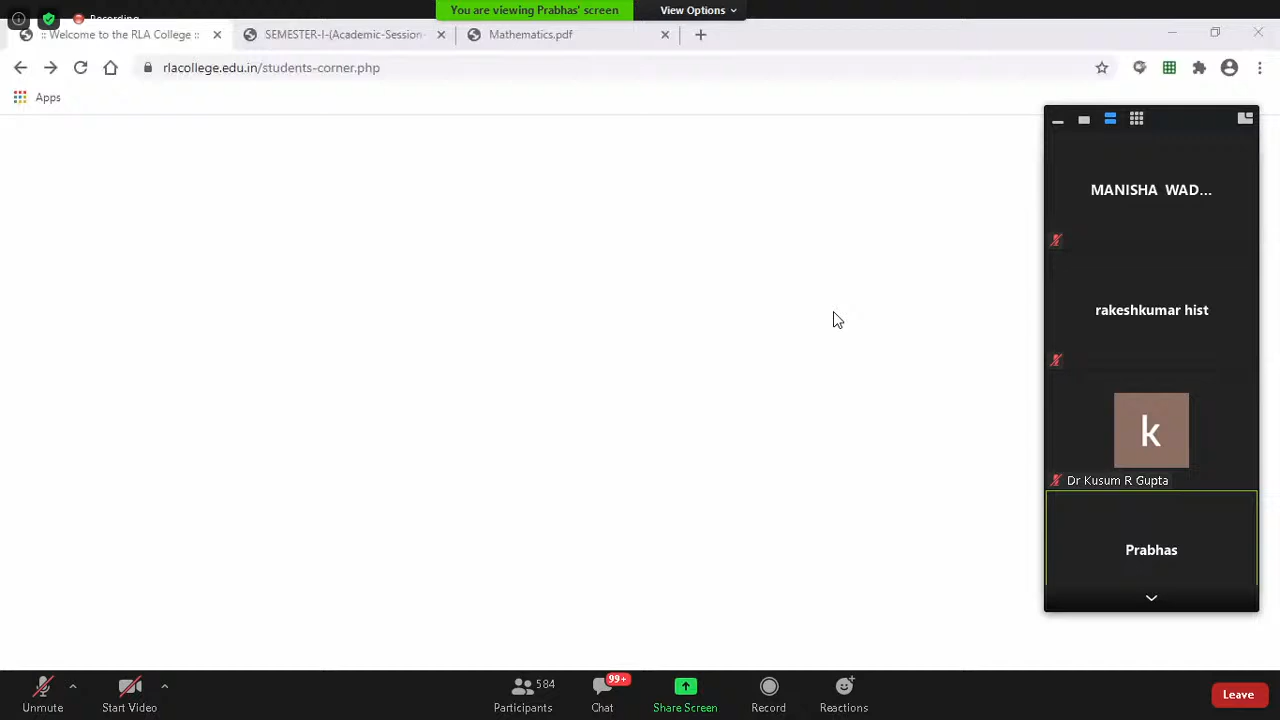 Recording
You are viewing Prabhas' screen
View Options
:: Welcome to the RLA College ::
SEMESTER-I-(Academic-Session-
Mathematics.pdf
rlacollege.edu.in/students-corner.php
Apps
MANISHA WAD...
rakeshkumar hist
k
Dr Kusum R Gupta
Prabhas
Unmute
Start Video
584
Participants
99+
Chat
Share Screen
Record
Reactions
Leave